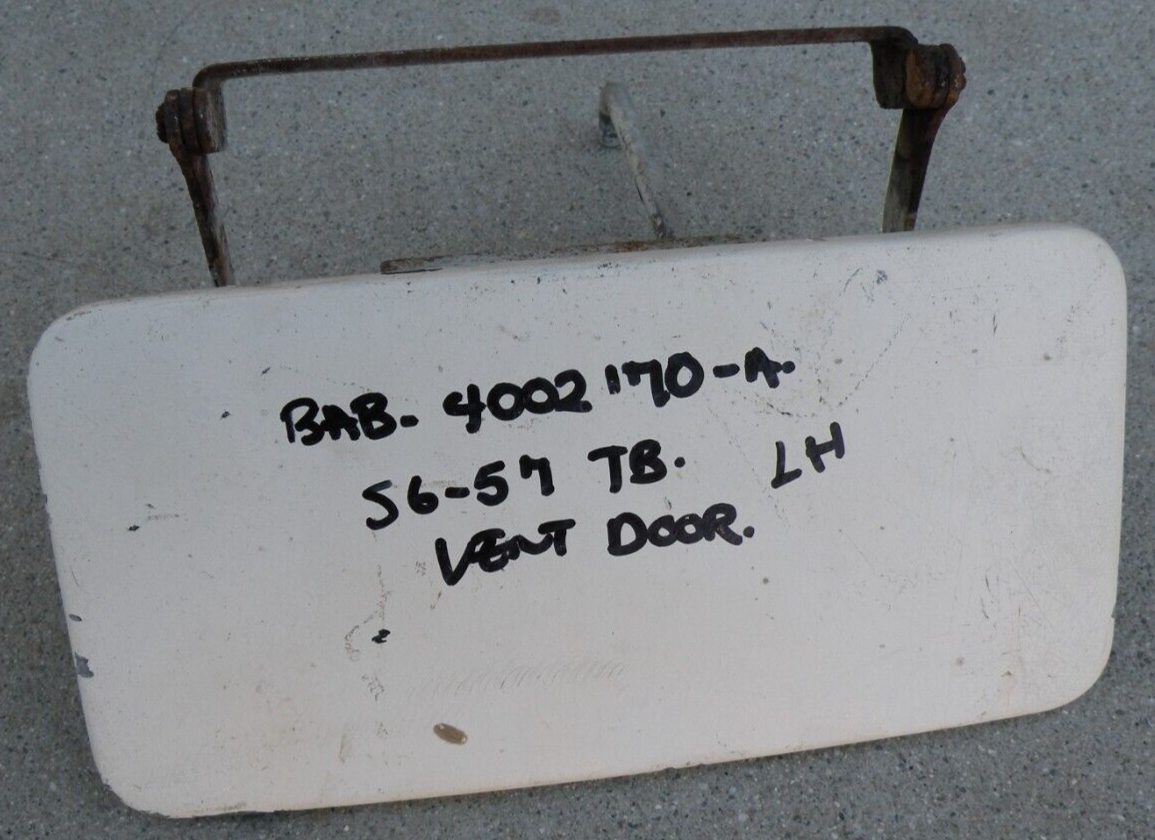 BAB. 4002170-A.
56-57 TB. LH
VENT DOOR.